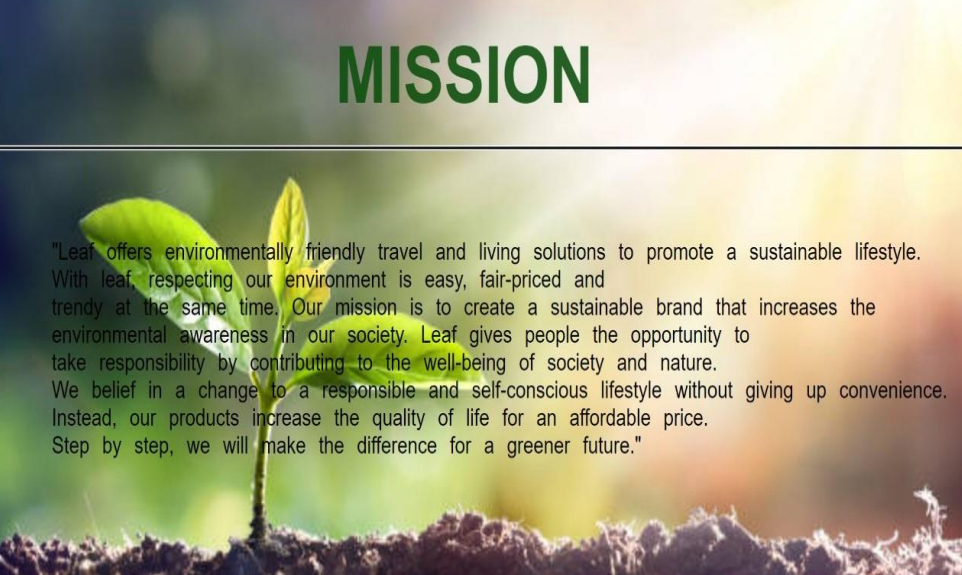 MISSION
"Leaf offers environmentally friendly travel and living solutions to promote a sustainable lifestyle.
With leaf, respecting our environment is easy, fair-priced and
trendy at the same time. Our mission is to create a sustainable brand that increases the
environmental awareness in our society. Leaf gives people the opportunity to
take responsibility by contributing to the well-being of society and nature.
We belief in a change to a responsible and self-conscious lifestyle without giving up convenience.
Instead, our products increase the quality of life for an affordable price.
Step by step, we will make the difference for a greener future."